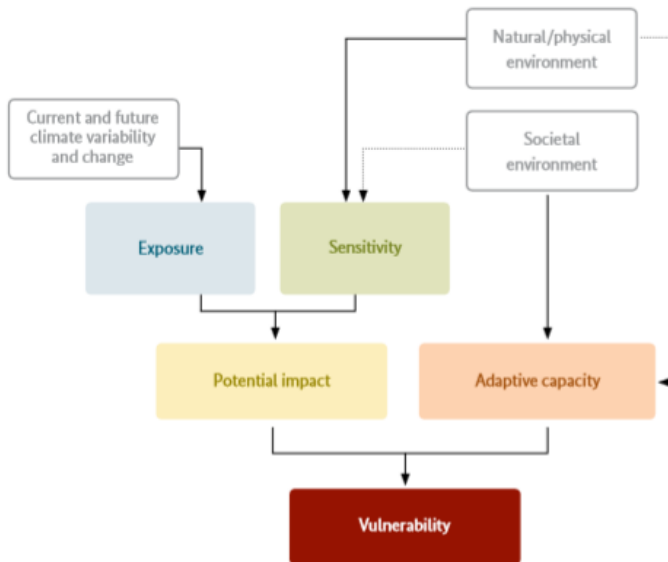 Natural/physical
environment
Current and future
climate variability
and change
Societal
environment
Exposure
Sensitivity
Potential impact
Adaptive capacity
Vulnerability